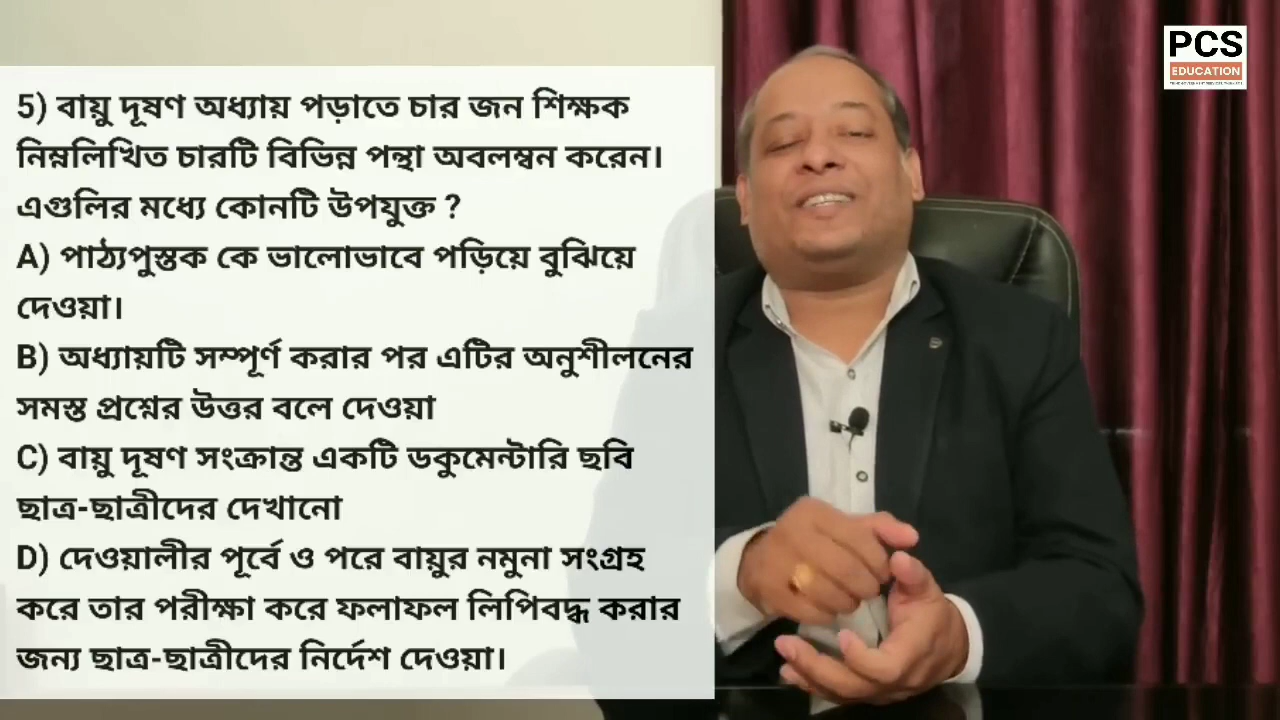 5) বায়ু দূষণ অধ্যায় পড়াতে চার জন শিক্ষক
নিম্নলিখিত চারটি বিভিন্ন পন্থা অবলম্বন করেন।
এগুলির মধ্যে কোনটি উপযুক্ত ?
A) পাঠ্যপুস্তক কে ভালোভাবে পড়িয়ে বুঝিয়ে
দেওয়া।
B) অধ্যায়টি সম্পূর্ণ করার পর এটির অনুশীলনের
সমস্ত প্রশ্নের উত্তর বলে দেওয়া
C) বায়ু দূষণ সংক্রান্ত একটি ডকুমেন্টারি ছবি
ছাত্র-ছাত্রীদের দেখানো
D) দেওয়ালীর পূর্বে ও পরে বায়ুর নমুনা সংগ্রহ
করে তার পরীক্ষা করে ফলাফল লিপিবদ্ধ করার
জন্য ছাত্র-ছাত্রীদের নির্দেশ দেওয়া।
PCS
EDUCATION